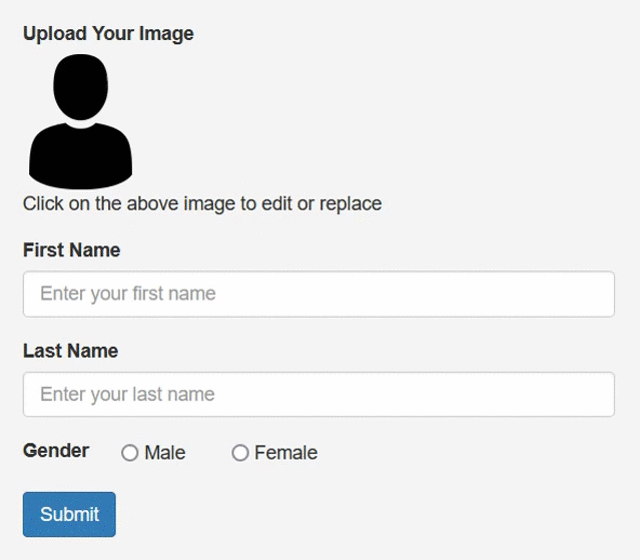 Upload Your Image
Click on the above image to edit or replace
First Name
Enter your first name
Last Name
Enter your last name
Gender Male Female
Submit